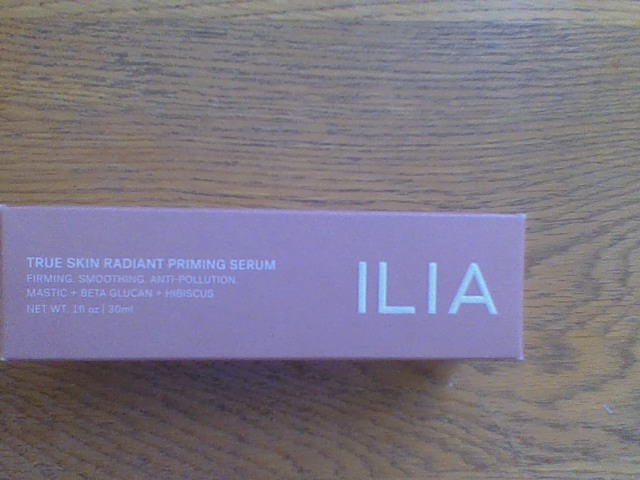 TRUE SKIN RADIANT PRIMING SERUM
FIRMING. SMOOTHING. ANTI-POLLUTION.
MASTIC + BETA GLUCAN + HIBISCUS
NET WT. 1fl oz | 30ml
ILIA